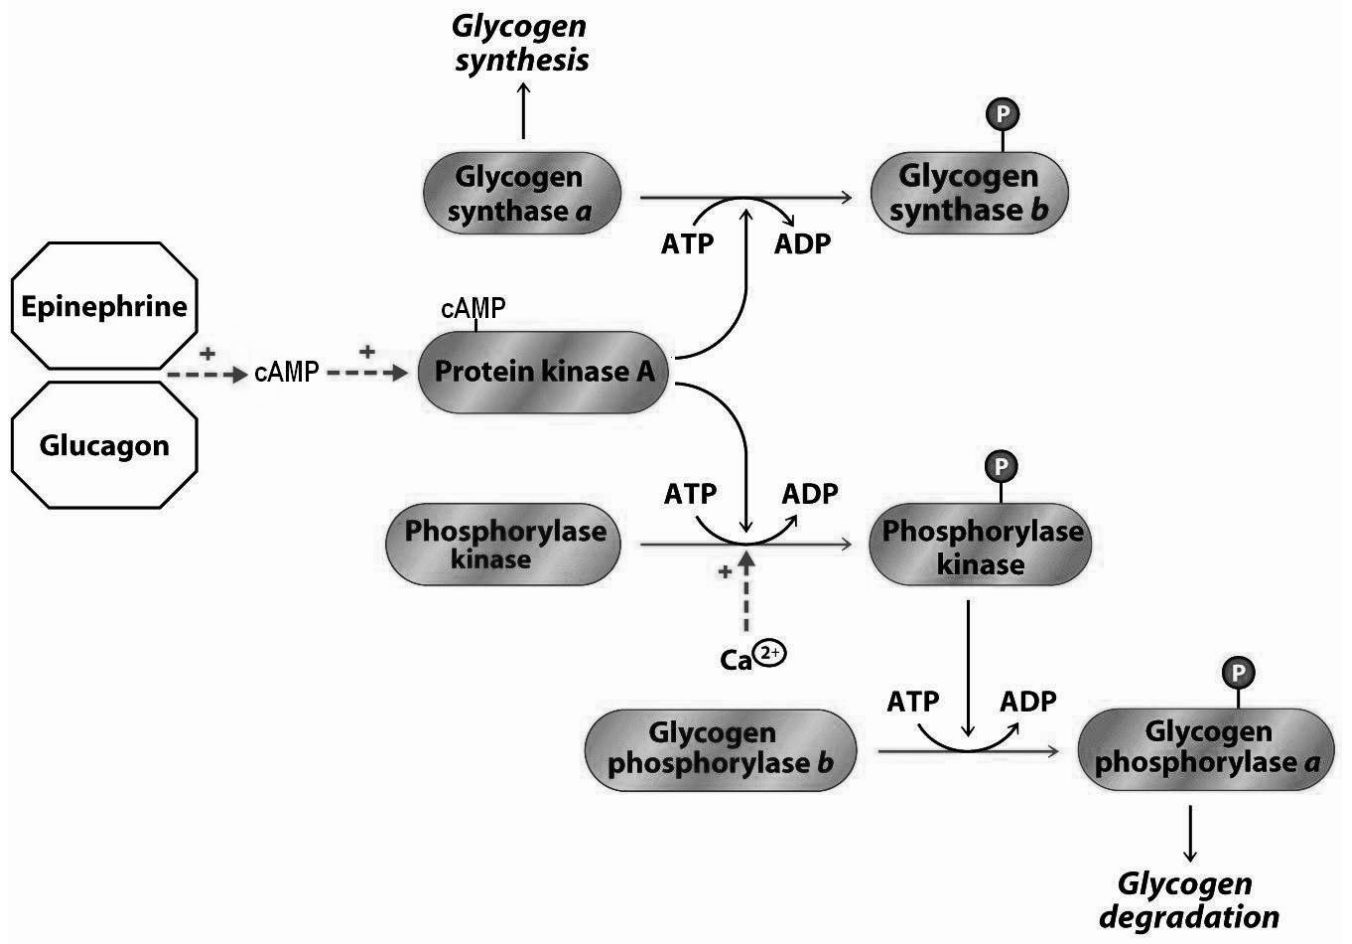 Glycogen
synthesis
P
Glycogen
synthase a
Glycogen
synthase b
ATP
ADP
Epinephrine
cAMP
+
+
cAMP
Protein kinase A
Glucagon
P
ATP
ADP
Phosphorylase
kinase
Phosphorylase
kinase
+
Ca2+
P
ATP
ADP
Glycogen
phosphorylase b
Glycogen
phosphorylase a
Glycogen
degradation